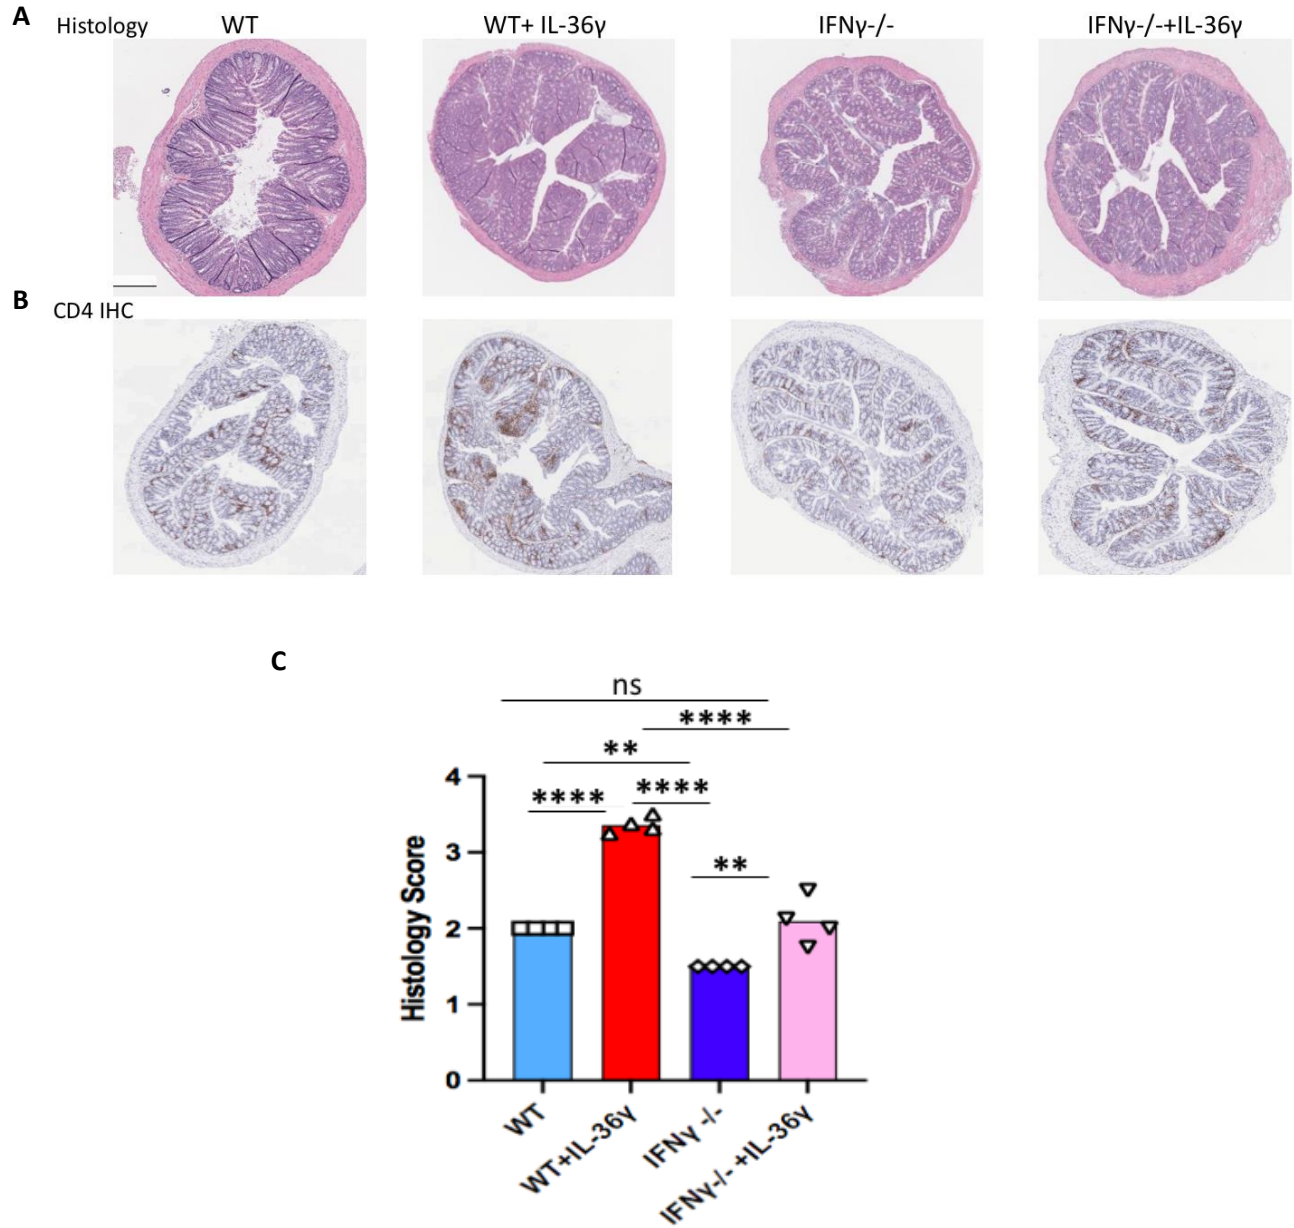 A
Histology
WT
WT+ IL-36γ
IFNγ-/-
IFNγ-/-+IL-36γ
B
CD4 IHC
C
ns
****
**
****
****
**
4
3
2
1
0
Histology Score
WT
WT+IL-36γ
IFNγ -/-
IFNγ-/- +IL-36γ